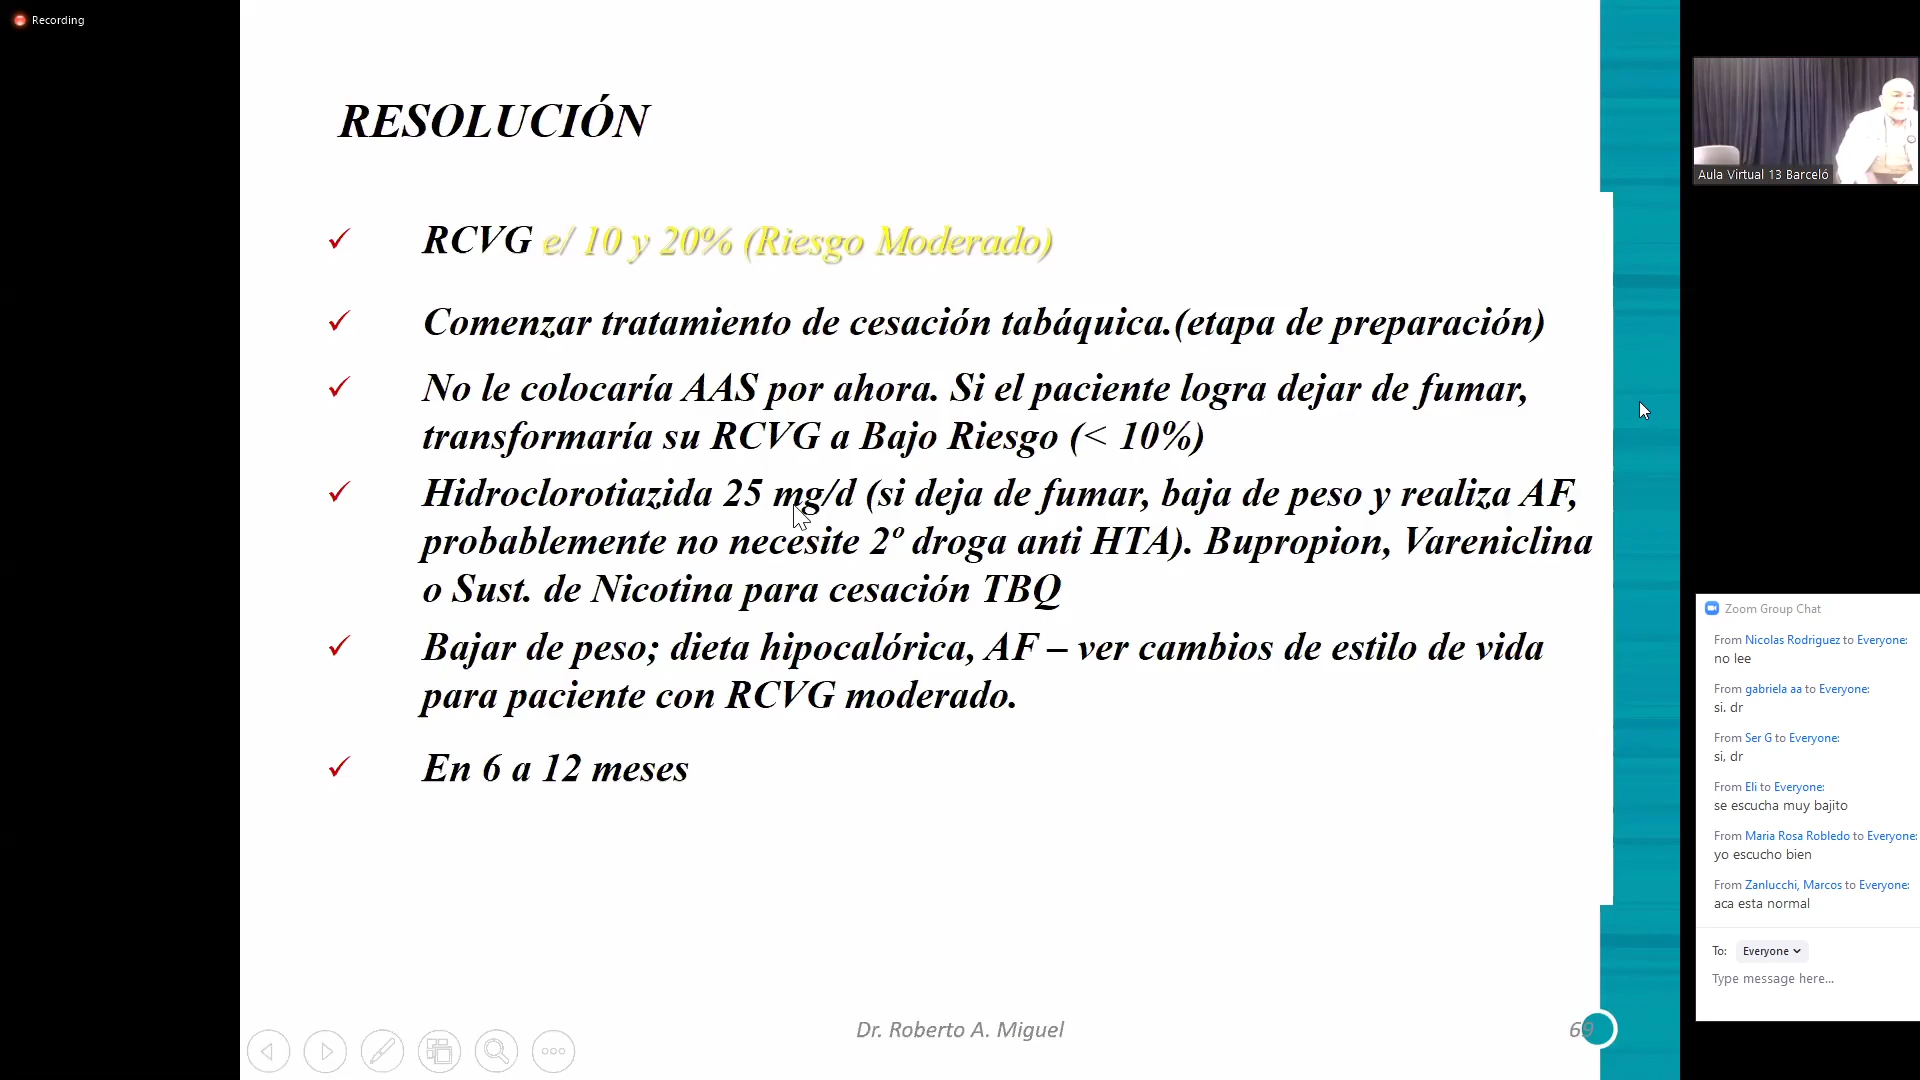 Recording
RESOLUCIÓN
RCVG e/ 10 y 20% (Riesgo Moderado)
Comenzar tratamiento de cesación tabáquica.(etapa de preparación)
No le colocaría AAS por ahora. Si el paciente logra dejar de fumar,
transformaría su RCVG a Bajo Riesgo (< 10%)
Hidroclorotiazida 25 mg/d (si deja de fumar, baja de peso y realiza AF,
probablemente no necesite 2º droga anti HTA). Bupropion, Vareniclina
o Sust. de Nicotina para cesación TBQ
Bajar de peso; dieta hipocalórica, AF – ver cambios de estilo de vida
para paciente con RCVG moderado.
En 6 a 12 meses
Dr. Roberto A. Miguel
69
Aula Virtual 13 Barceló
Zoom Group Chat
From Nicolas Rodriguez to Everyone:
no lee
From gabriela aa to Everyone:
si. dr
From Ser G to Everyone:
si, dr
From Eli to Everyone:
se escucha muy bajito
From Maria Rosa Robledo to Everyone:
yo escucho bien
From Zanlucchi, Marcos to Everyone:
aca esta normal
To: Everyone
Type message here...